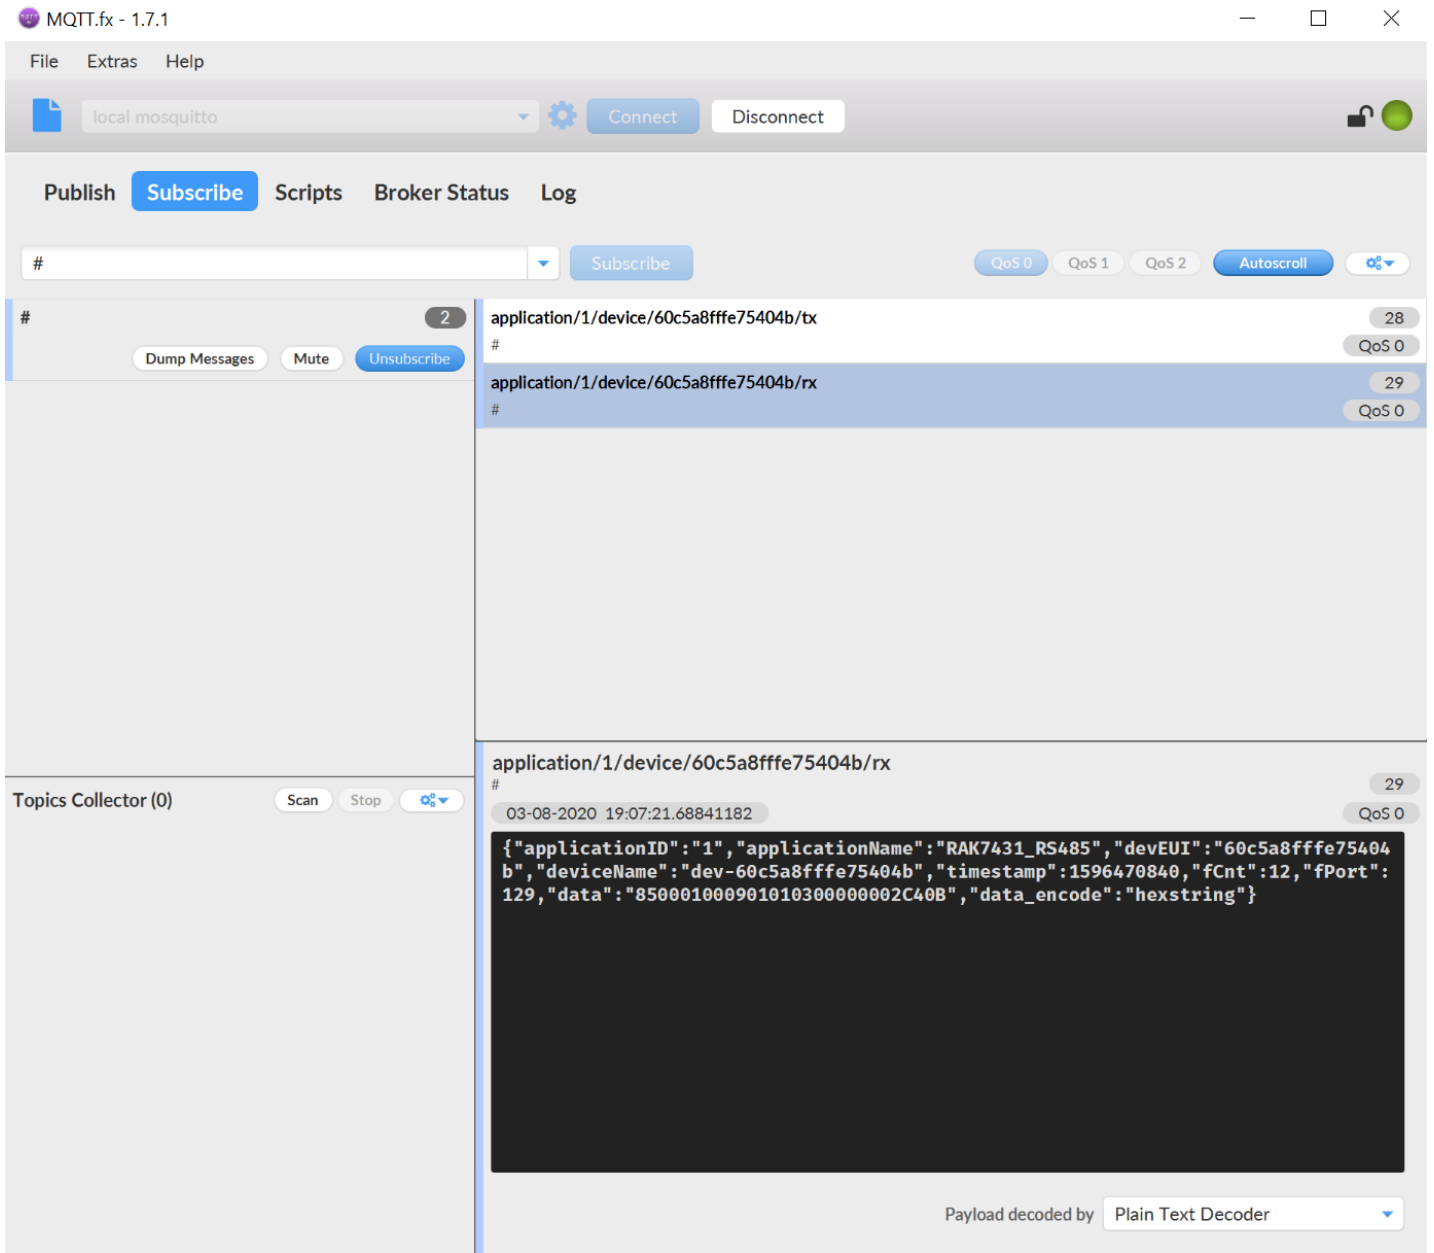 MQTT.fx - 1.7.1
File Extras Help
local mosquitto Connect Disconnect
Publish Subscribe Scripts Broker Status Log
# Subscribe QoS 0 QoS 1 QoS 2 Autoscroll
# 2
Dump Messages Mute Unsubscribe
application/1/device/60c5a8fffe75404b/tx 28
# QoS 0
application/1/device/60c5a8fffe75404b/rx 29
# QoS 0
Topics Collector (0) Scan Stop
application/1/device/60c5a8fffe75404b/rx
# 29
03-08-2020 19:07:21.68841182 QoS 0
{"applicationID":"1","applicationName":"RAK7431_RS485","devEUI":"60c5a8fffe75404
b","deviceName":"dev-60c5a8fffe75404b","timestamp":1596470840,"fCnt":12,"fPort":
129,"data":"850001000901010300000002C40B","data_encode":"hexstring"}
Payload decoded by Plain Text Decoder